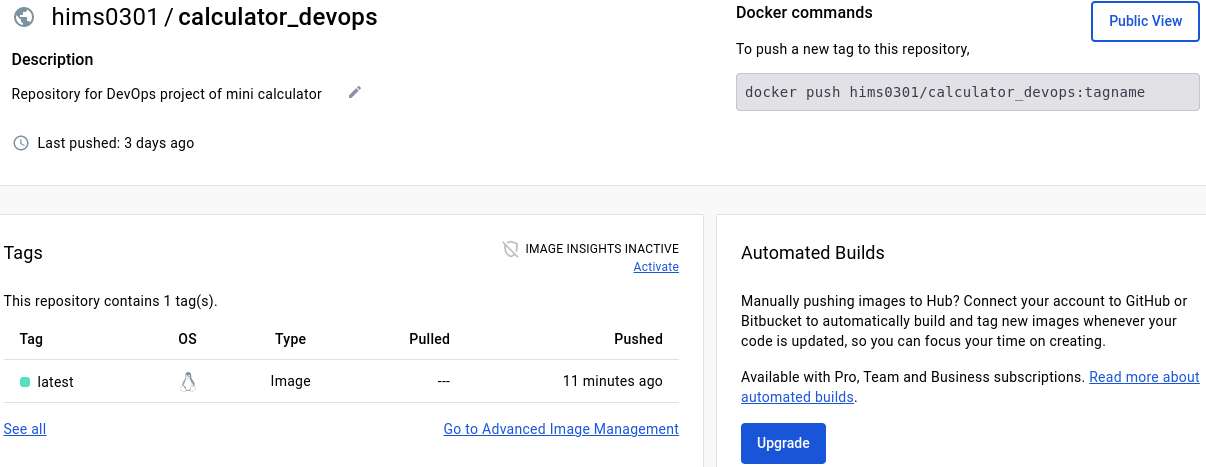 hims0301 / calculator_devops
Description
Repository for DevOps project of mini calculator
Last pushed: 3 days ago
Docker commands
Public View
To push a new tag to this repository,
docker push hims0301/calculator_devops:tagname
Tags
IMAGE INSIGHTS INACTIVE
Activate
This repository contains 1 tag(s).
Tag OS Type Pulled Pushed
latest Image --- 11 minutes ago
See all Go to Advanced Image Management
Automated Builds
Manually pushing images to Hub? Connect your account to GitHub or
Bitbucket to automatically build and tag new images whenever your
code is updated, so you can focus your time on creating.
Available with Pro, Team and Business subscriptions. Read more about
automated builds.
Upgrade